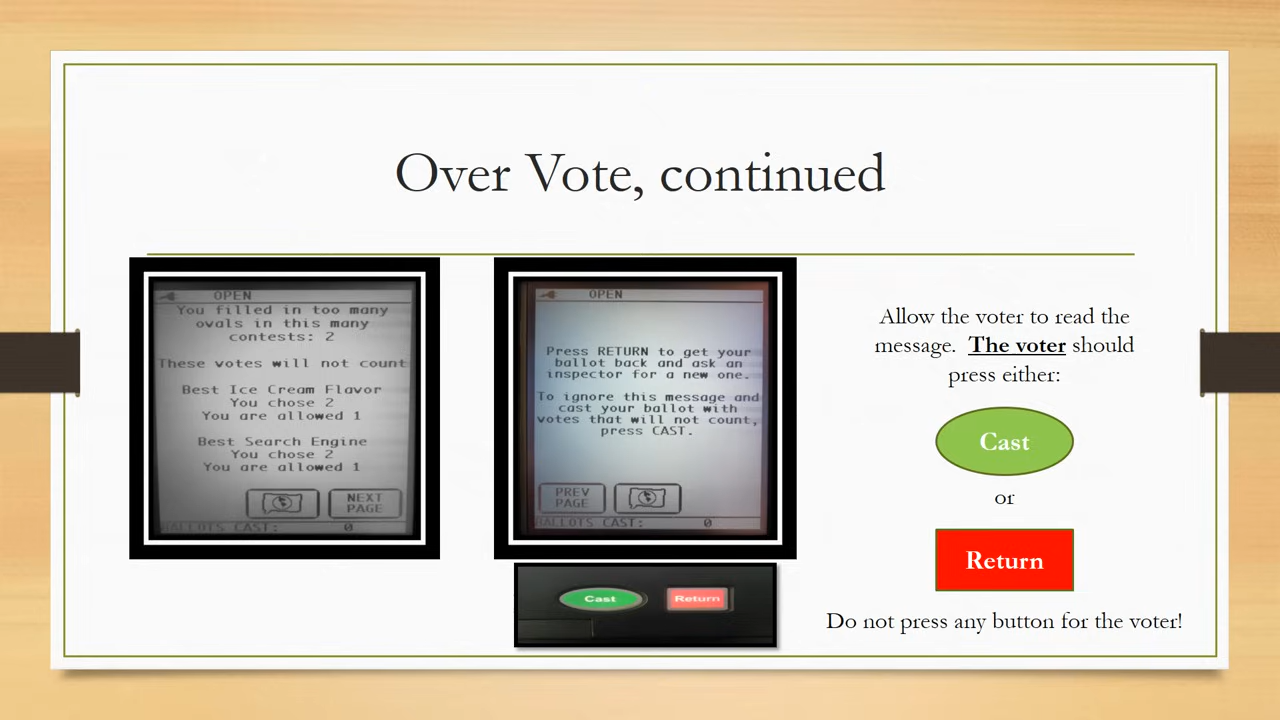 Over Vote, continued
OPEN
You filled in too many
ovals in this many
contests: 2
These votes will not count
Best Ice Cream Flavor
You chose 2
You are allowed 1
Best Search Engine
You chose 2
You are allowed 1
NEXT
PAGE
BALLOTS CAST: 0
OPEN
Press RETURN to get your
ballot back and ask an
inspector for a new one.
To ignore this message and
cast your ballot with
votes that will not count,
press CAST.
PREV
PAGE
BALLOTS CAST: 0
Cast Return
Allow the voter to read the
message. The voter should
press either:
Cast
or
Return
Do not press any button for the voter!